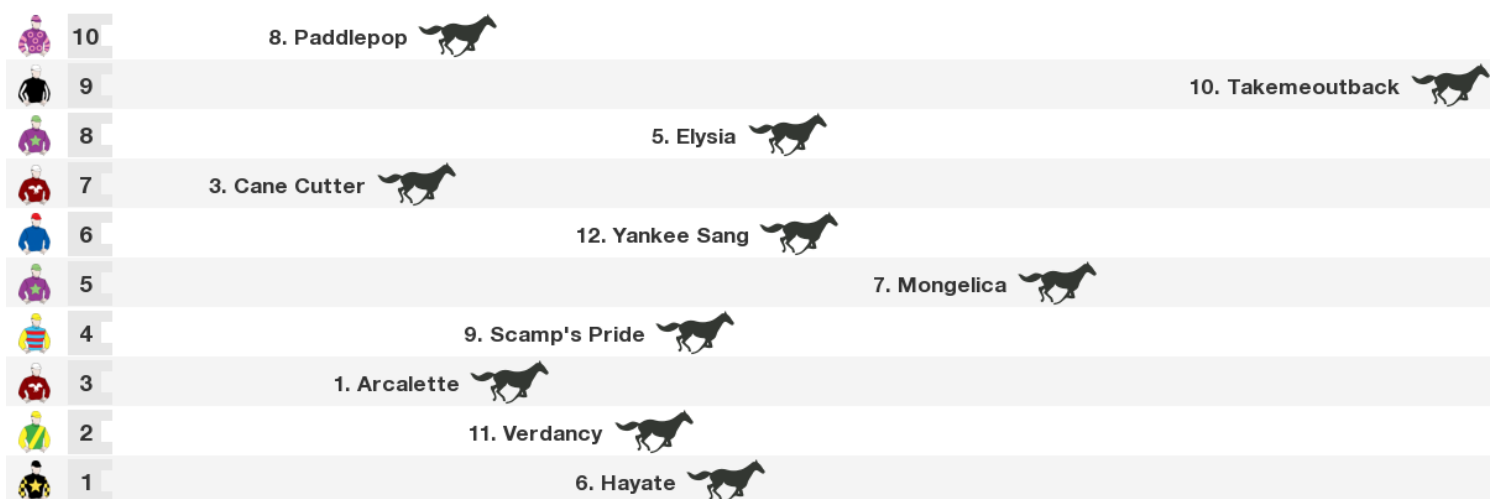 10 8. Paddlepop
9 10. Takemeoutback
8 5. Elysia
7 3. Cane Cutter
6 12. Yankee Sang
5 7. Mongelica
4 9. Scamp's Pride
3 1. Arcalette
2 11. Verdancy
1 6. Hayate